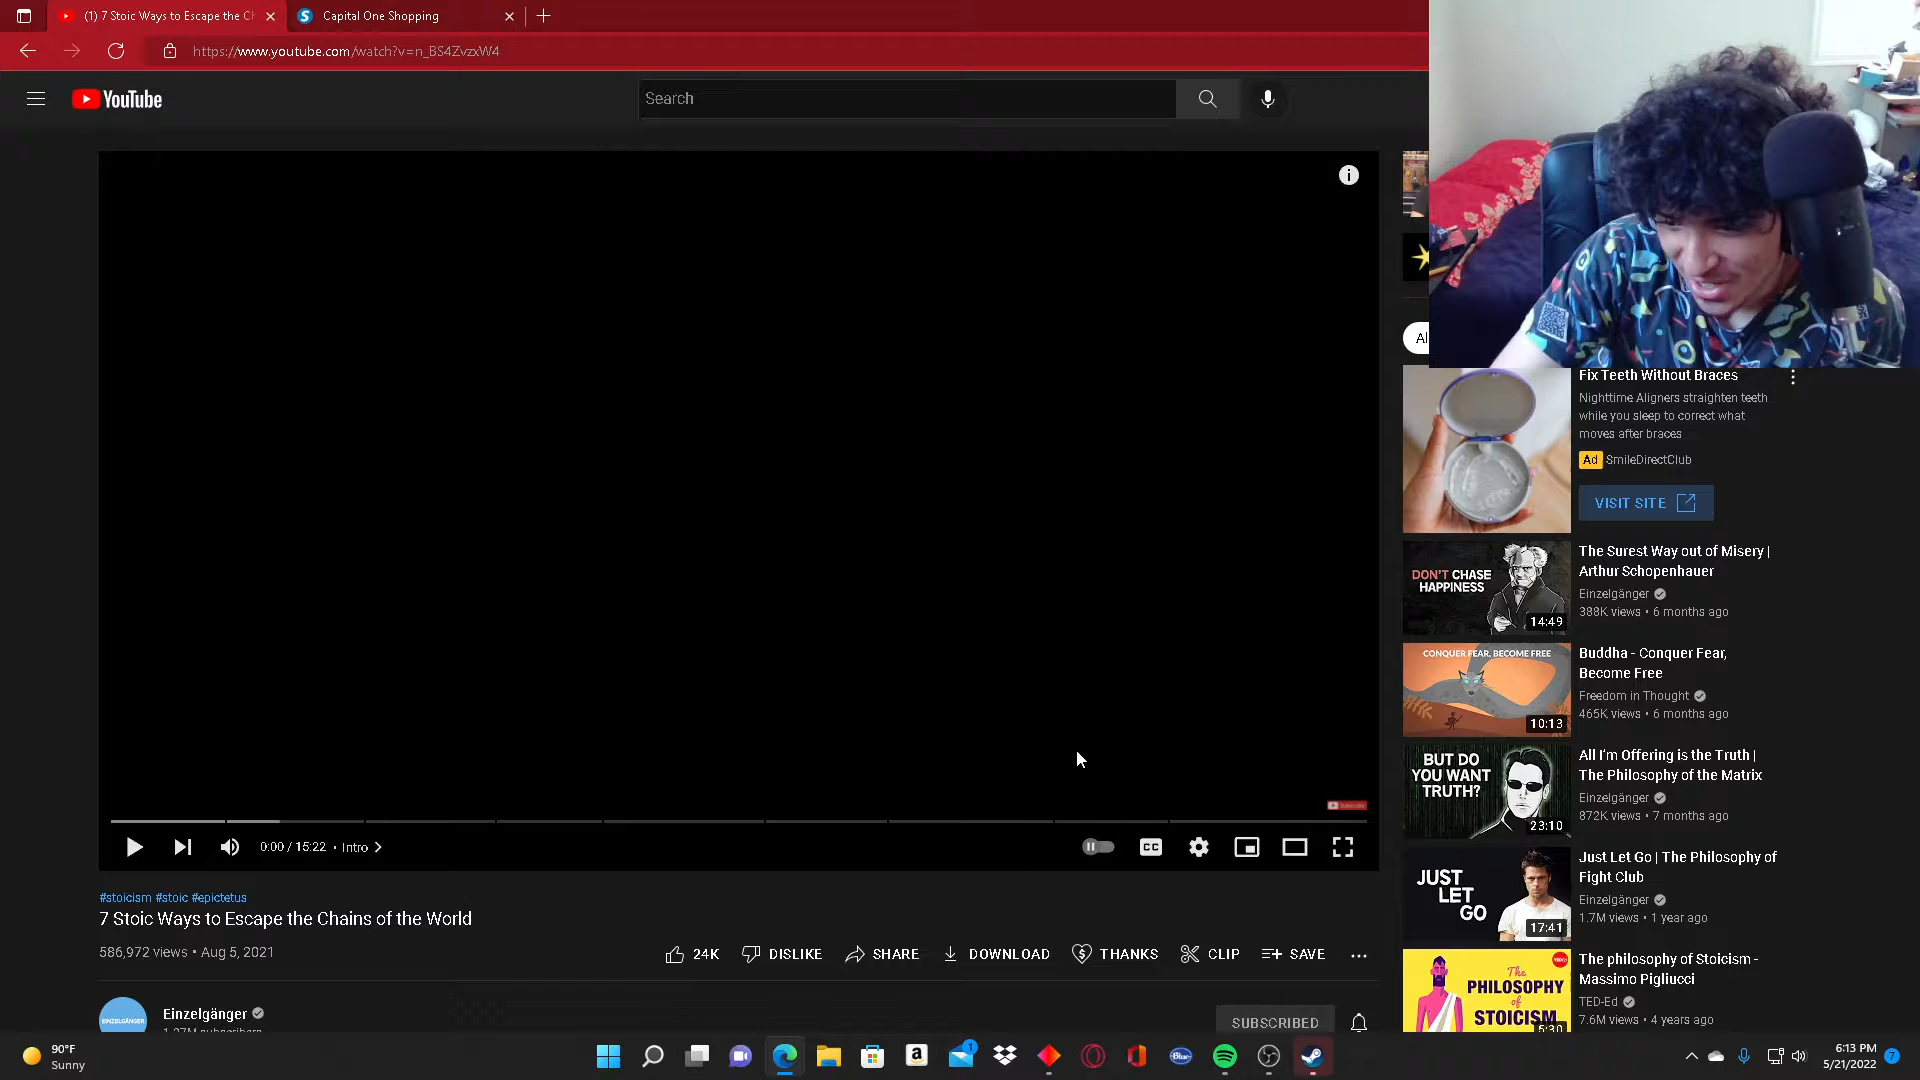 (1) 7 Stoic Ways to Escape the C
Capital One Shopping
https://www.youtube.com/watch?v=n_BS4ZvzxW4
YouTube
Search
0:00 / 15:22 • Intro
CC
#stoicism #stoic #epictetus
7 Stoic Ways to Escape the Chains of the World
586,972 views • Aug 5, 2021
24K
DISLIKE
SHARE
DOWNLOAD
THANKS
CLIP
SAVE
EINZELGÄNGER
Einzelgänger
SUBSCRIBED
Al
Fix Teeth Without Braces
Nighttime Aligners straighten teeth
while you sleep to correct what
moves after braces
Ad SmileDirectClub
VISIT SITE
DON'T CHASE
HAPPINESS
14:49
The Surest Way out of Misery |
Arthur Schopenhauer
Einzelgänger
388K views • 6 months ago
CONQUER FEAR, BECOME FREE
10:13
Buddha - Conquer Fear,
Become Free
Freedom in Thought
465K views • 6 months ago
BUT DO
YOU WANT
TRUTH?
23:10
All I'm Offering is the Truth |
The Philosophy of the Matrix
Einzelgänger
872K views • 7 months ago
JUST
LET
GO
17:41
Just Let Go | The Philosophy of
Fight Club
Einzelgänger
1.7M views • 1 year ago
The
PHILOSOPHY
of
STOICISM
5:30
The philosophy of Stoicism -
Massimo Pigliucci
TED-Ed
7.6M views • 4 years ago
90°F
Sunny
1
Blue
6:13 PM
5/21/2022
7